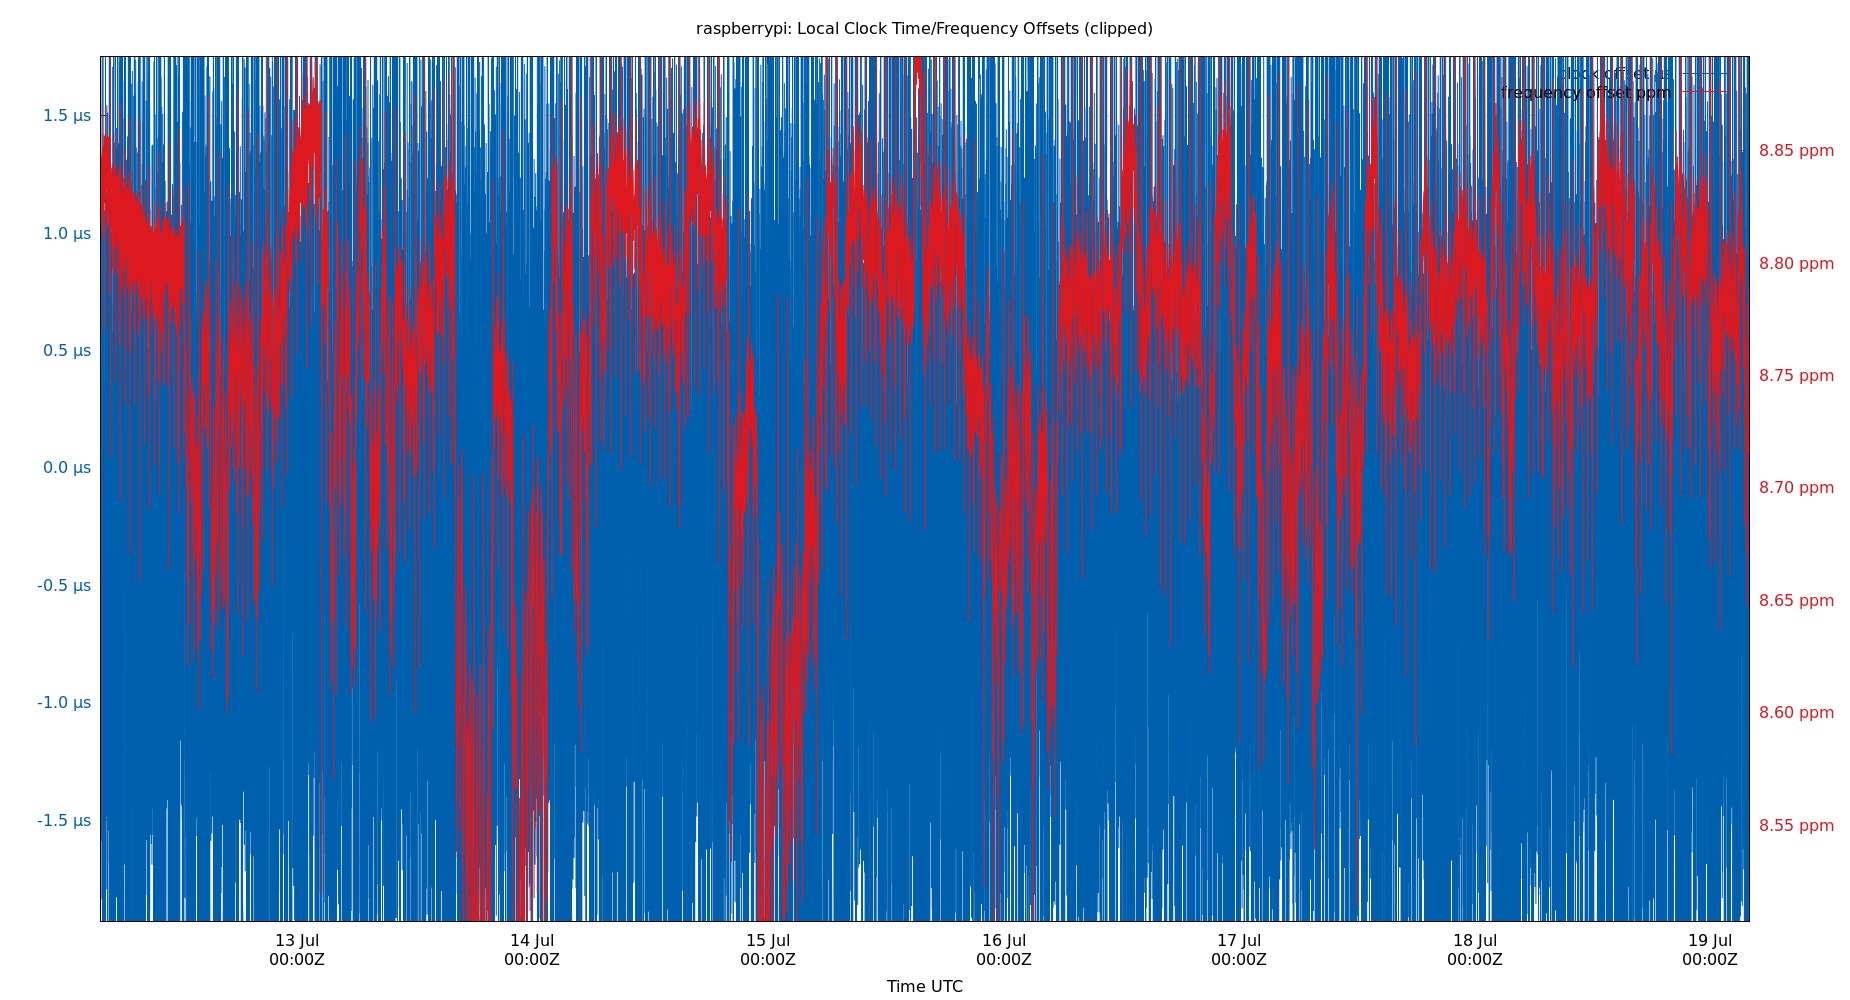 raspberrypi: Local Clock Time/Frequency Offsets (clipped)
clock offset µs
frequency offset ppm
1.5 µs
1.0 µs
0.5 µs
0.0 µs
-0.5 µs
-1.0 µs
-1.5 µs
8.85 ppm
8.80 ppm
8.75 ppm
8.70 ppm
8.65 ppm
8.60 ppm
8.55 ppm
13 Jul
00:00Z
14 Jul
00:00Z
15 Jul
00:00Z
16 Jul
00:00Z
17 Jul
00:00Z
18 Jul
00:00Z
19 Jul
00:00Z
Time UTC